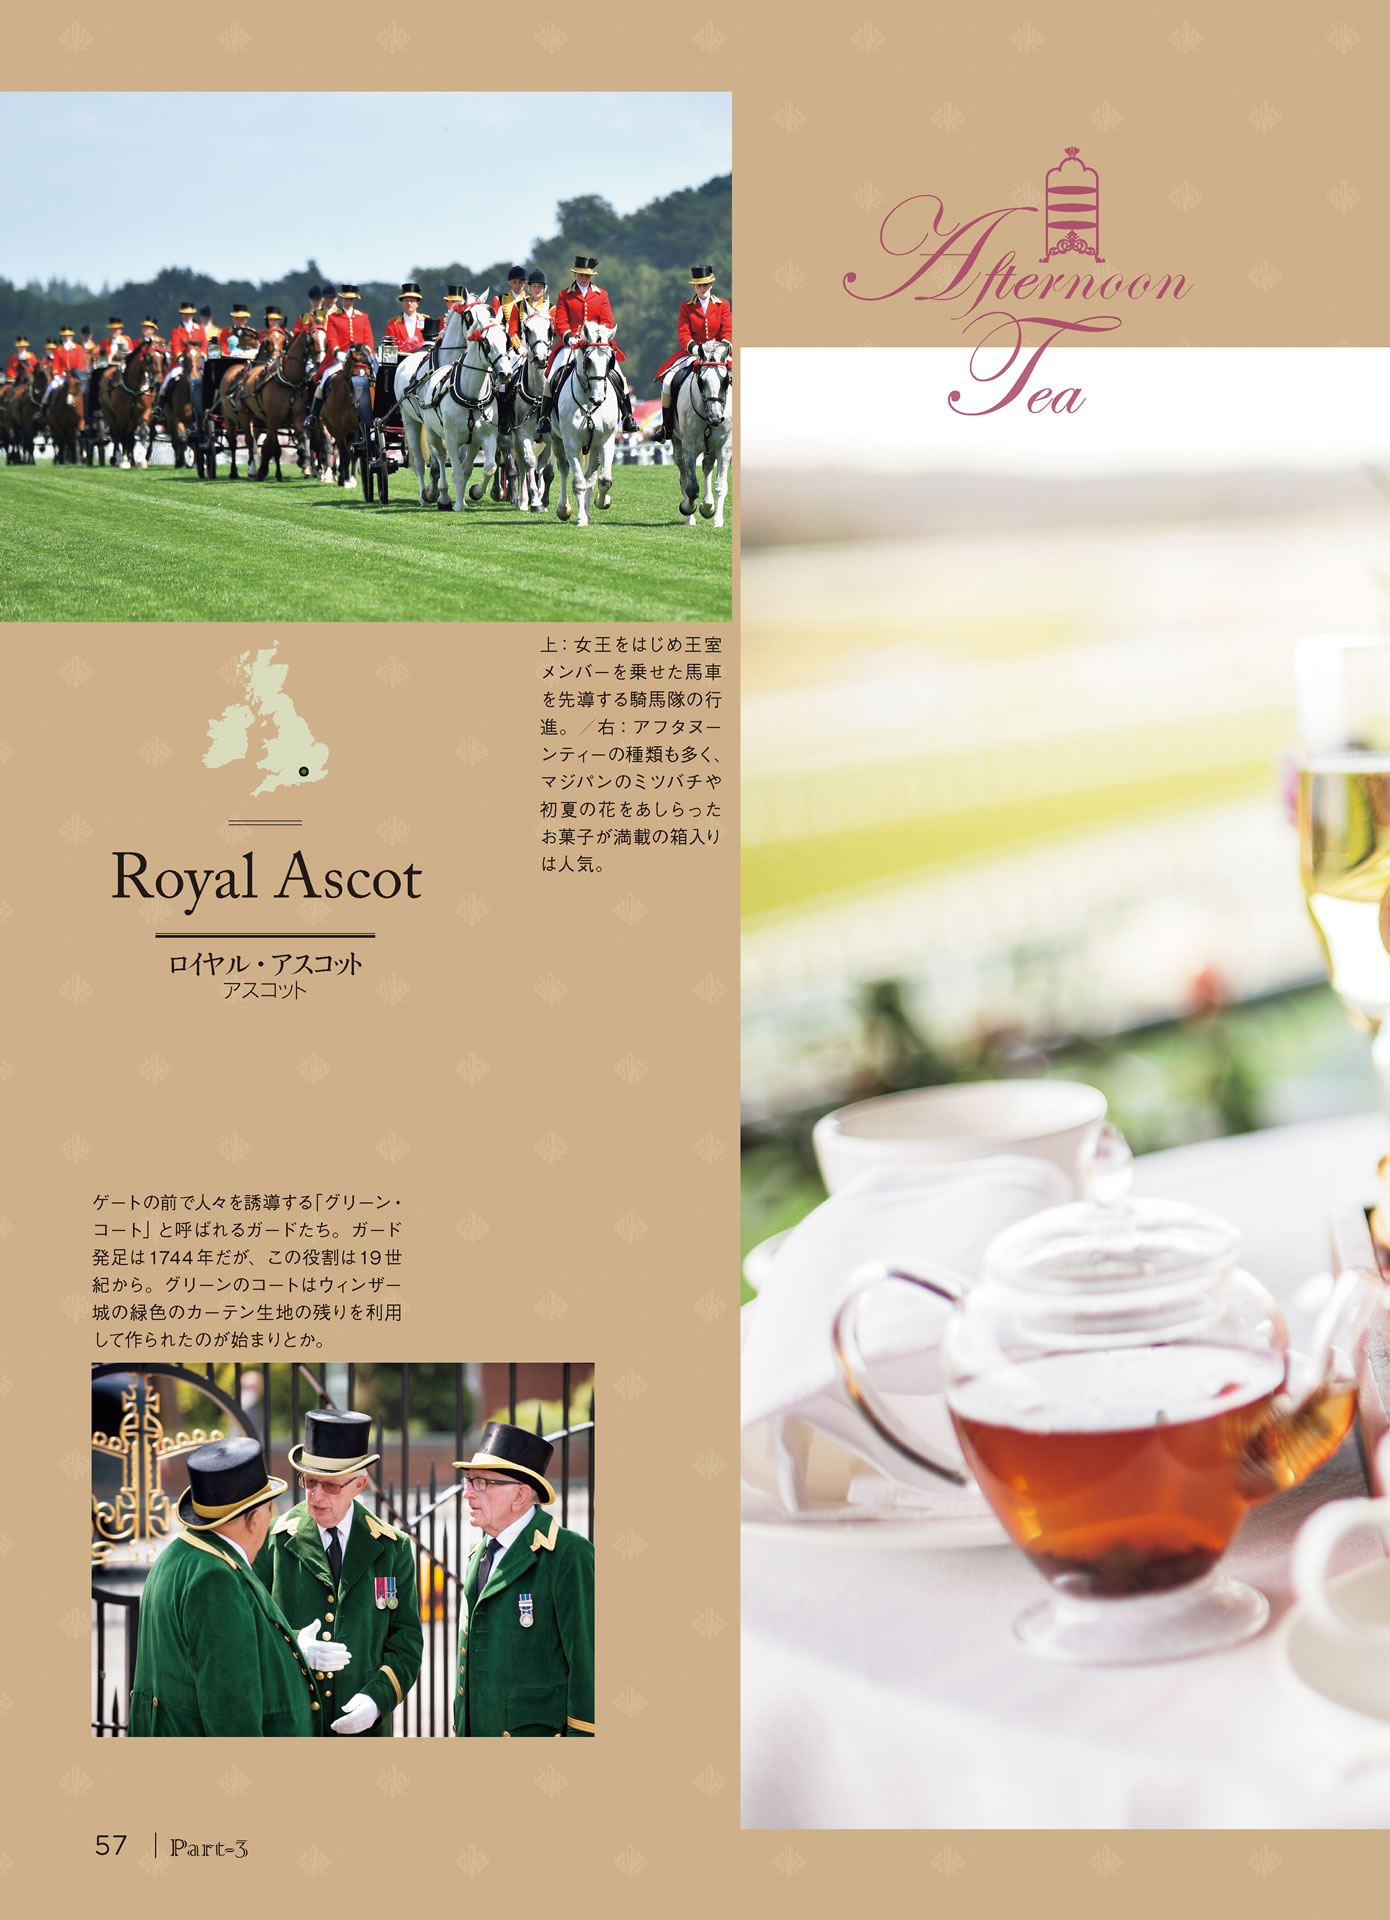 Afternoon
Tea
上：女王をはじめ王室
メンバーを乗せた馬車
を先導する騎馬隊の行
進。／右：アフタヌー
ンティーの種類も多く、
マジパンのミツバチや
初夏の花をあしらった
お菓子が満載の箱入り
は人気。
Royal Ascot
ロイヤル・アスコット
アスコット
ゲートの前で人々を誘導する「グリーン・
コート」と呼ばれるガードたち。ガード
発足は1744年だが、この役割は19世
紀から。グリーンのコートはウィンザー
城の緑色のカーテン生地の残りを利用
して作られたのが始まりとか。
57 | Part-3